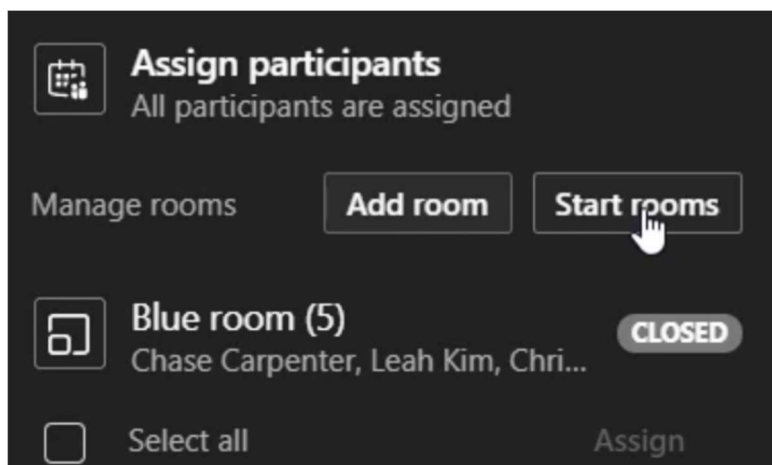 Assign participants
All participants are assigned
Manage rooms Add room Start rooms
Blue room (5) CLOSED
Chase Carpenter, Leah Kim, Chri...
Select all Assign